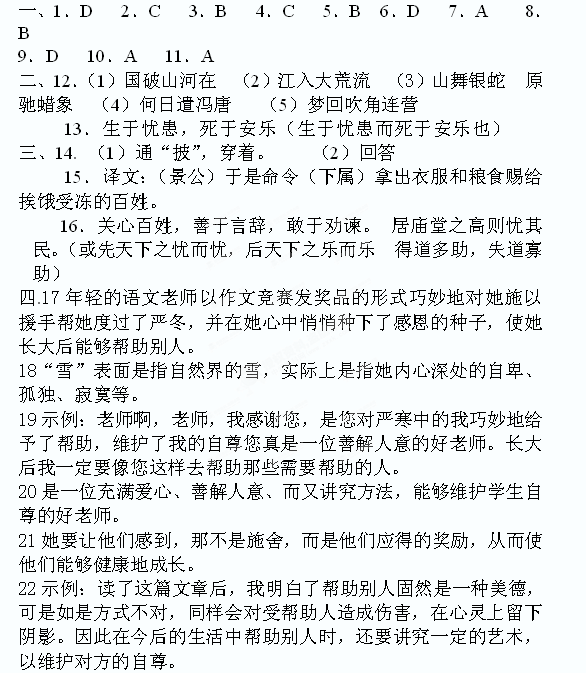 一、1．D 2．C 3．B 4．C 5．B 6．D 7．A 8．
B
9．D 10．A 11．A
二、12．（1）国破山河在 （2）江入大荒流 （3）山舞银蛇 原
驰蜡象 （4）何日遣冯唐 （5）梦回吹角连营
13．生于忧患，死于安乐（生于忧患而死于安乐也）
三、14. （1）通“披”，穿着。 （2）回答
15．译文：（景公）于是命令（下属）拿出衣服和粮食赐给
挨饿受冻的百姓。
16．关心百姓，善于言辞，敢于劝谏。 居庙堂之高则忧其
民。（或先天下之忧而忧，后天下之乐而乐 得道多助，失道寡
助）
四.17 年轻的语文老师以作文竞赛发奖品的形式巧妙地对她施以
援手帮她度过了严冬，并在她心中悄悄种下了感恩的种子，使她
长大后能够帮助别人。
18“雪”表面是指自然界的雪，实际上是指她内心深处的自卑、
孤独、寂寞等。
19 示例：老师啊，老师，我感谢您，是您对严寒中的我巧妙地给
予了帮助，维护了我的自尊您真是一位善解人意的好老师。长大
后我一定要像您这样去帮助那些需要帮助的人。
20 是一位充满爱心、善解人意、而又讲究方法，能够维护学生自
尊的好老师。
21 她要让他们感到，那不是施舍，而是他们应得的奖励，从而使
他们能够健康地成长。
22 示例：读了这篇文章后，我明白了帮助别人固然是一种美德，
可是如是方式不对，同样会对受帮助人造成伤害，在心灵上留下
阴影。因此在今后的生活中帮助别人时，还要讲究一定的艺术，
以维护对方的自尊。